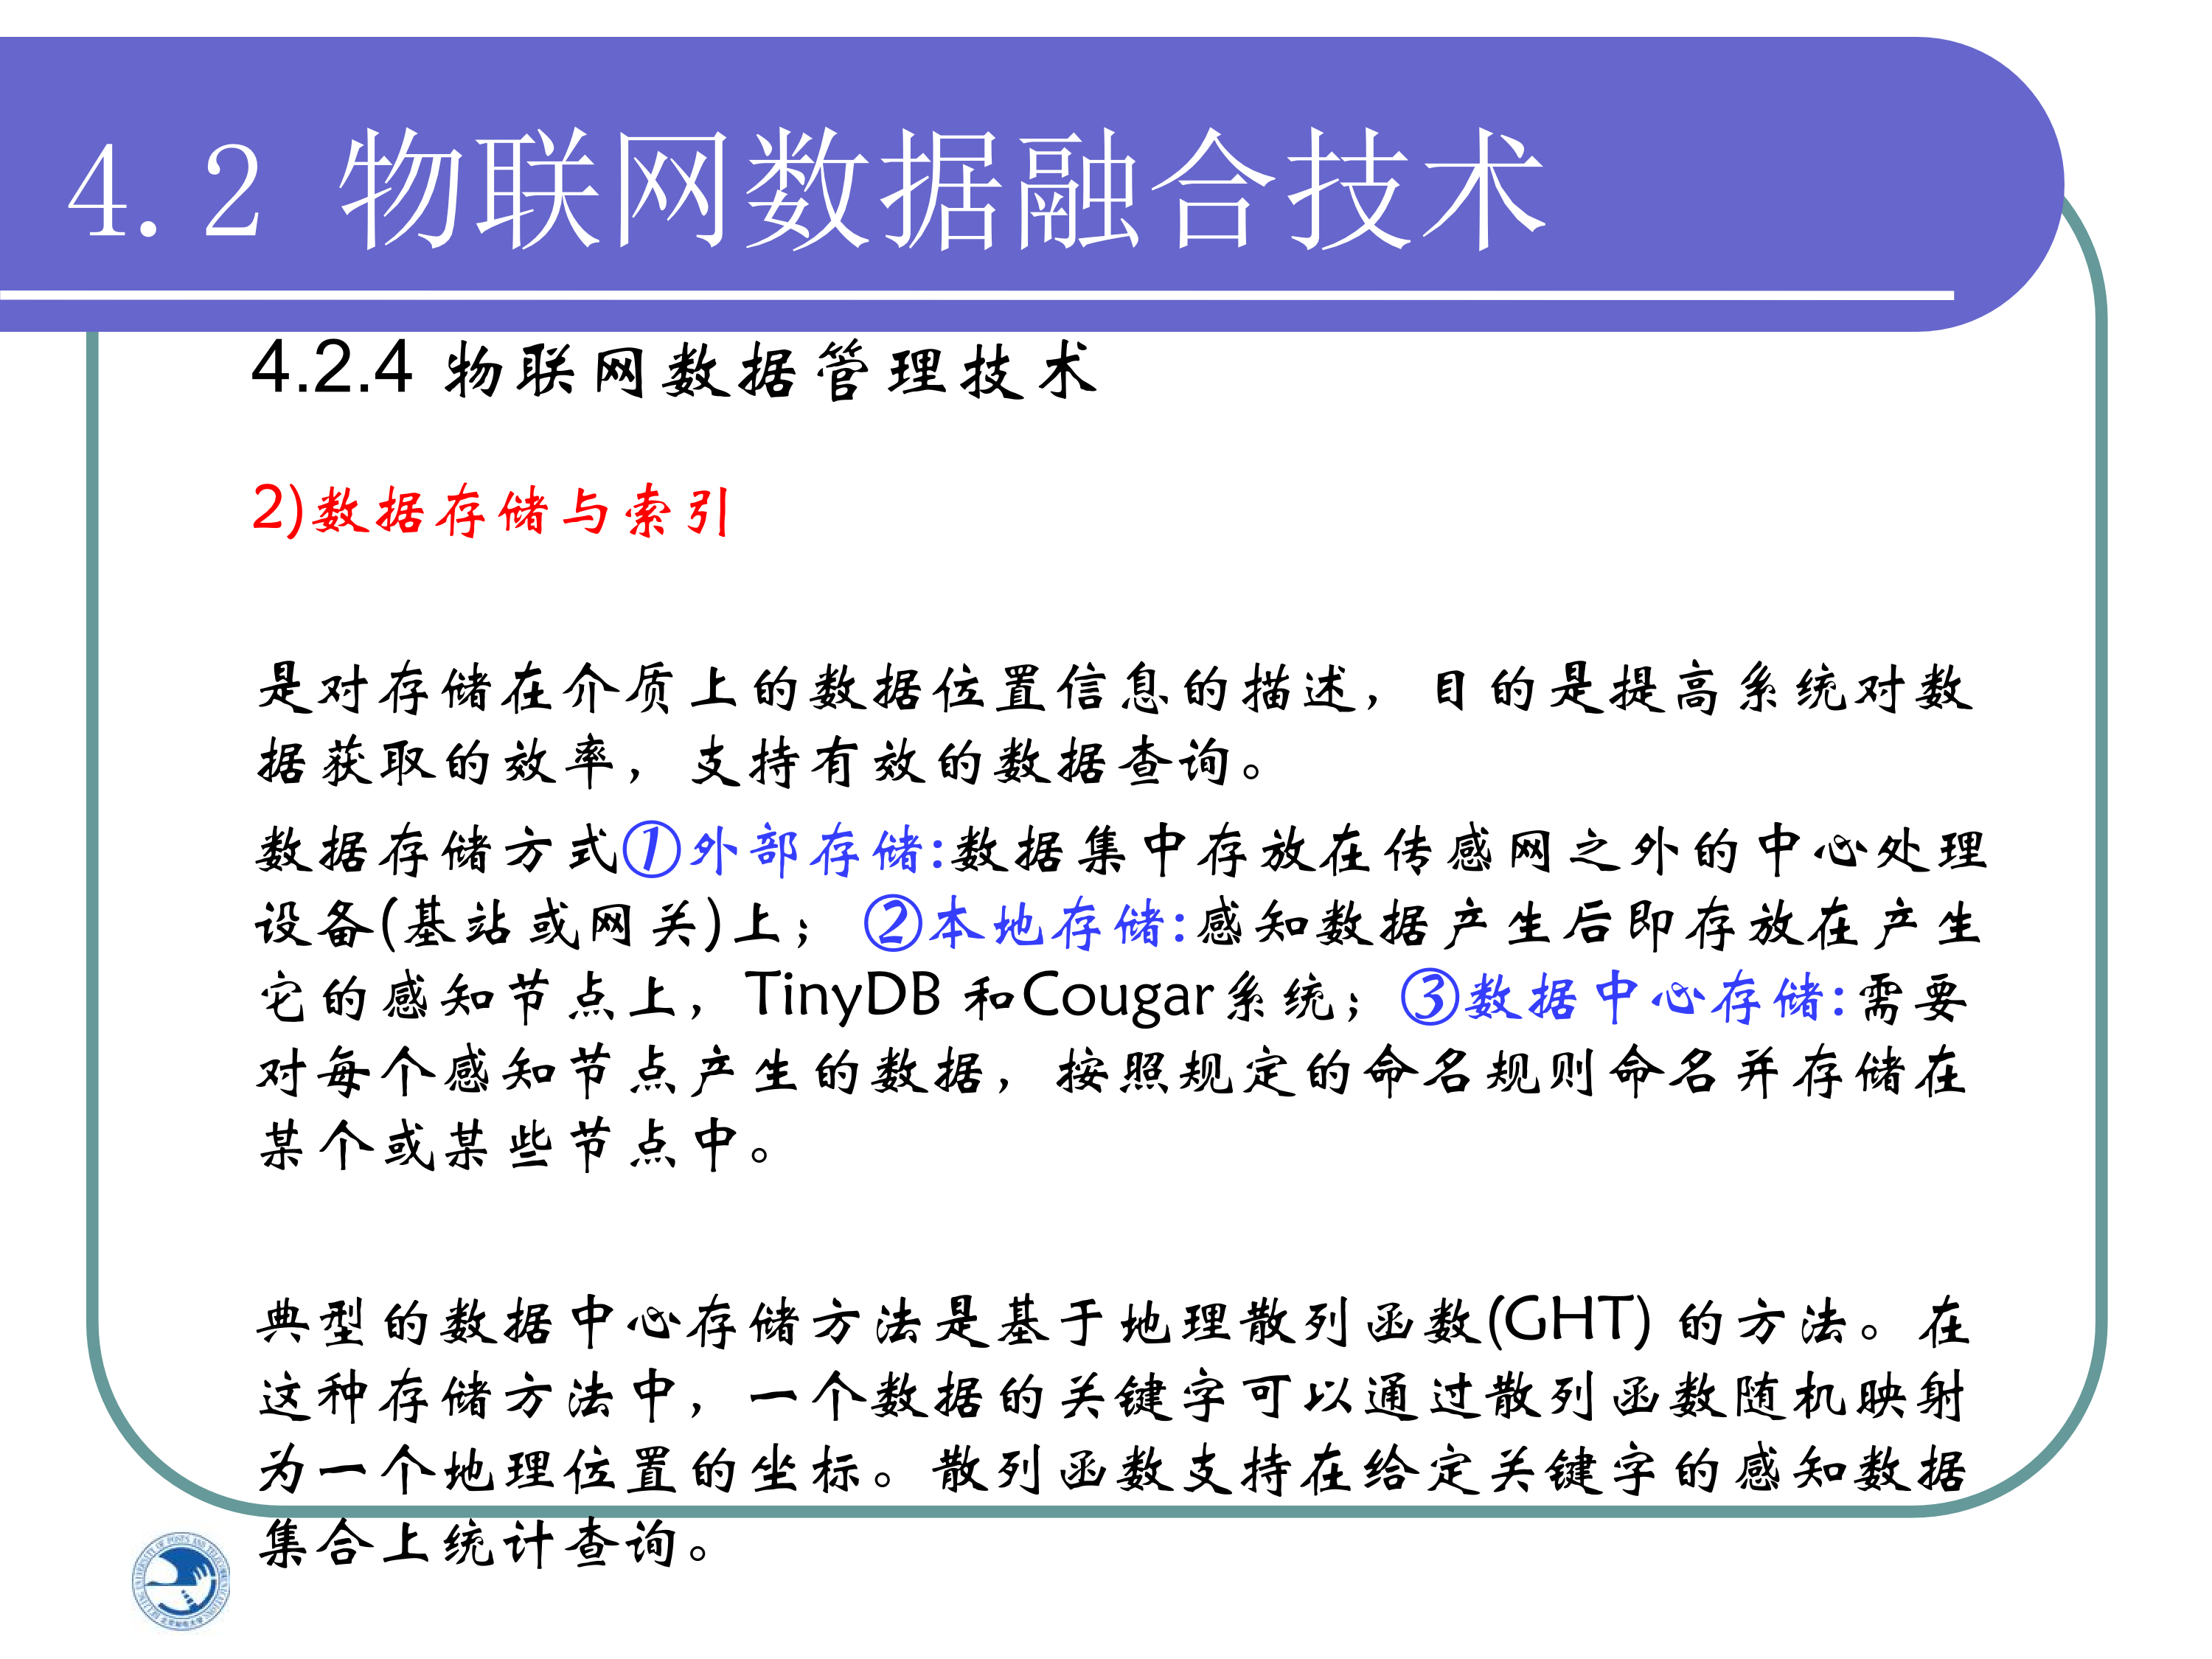 4.2 物联网数据融合技术
4.2.4 物联网数据管理技术
2)数据存储与索引
是对存储在介质上的数据位置信息的描述，目的是提高系统对数
据获取的效率，支持有效的数据查询。
数据存储方式①外部存储:数据集中存放在传感网之外的中心处理
设备(基站或网关)上； ②本地存储:感知数据产生后即存放在产生
它的感知节点上，TinyDB 和Cougar系统；③数据中心存储:需要
对每个感知节点产生的数据，按照规定的命名规则命名并存储在
某个或某些节点中。
典型的数据中心存储方法是基于地理散列函数(GHT) 的方法。在
这种存储方法中，一个数据的关键字可以通过散列函数随机映射
为一个地理位置的坐标。散列函数支持在给定关键字的感知数据
集合上统计查询。